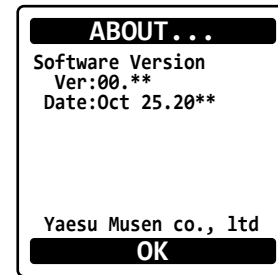 ABOUT...
Software Version
Ver:00.**
Date:Oct 25.20**
Yaesu Musen co., ltd
OK